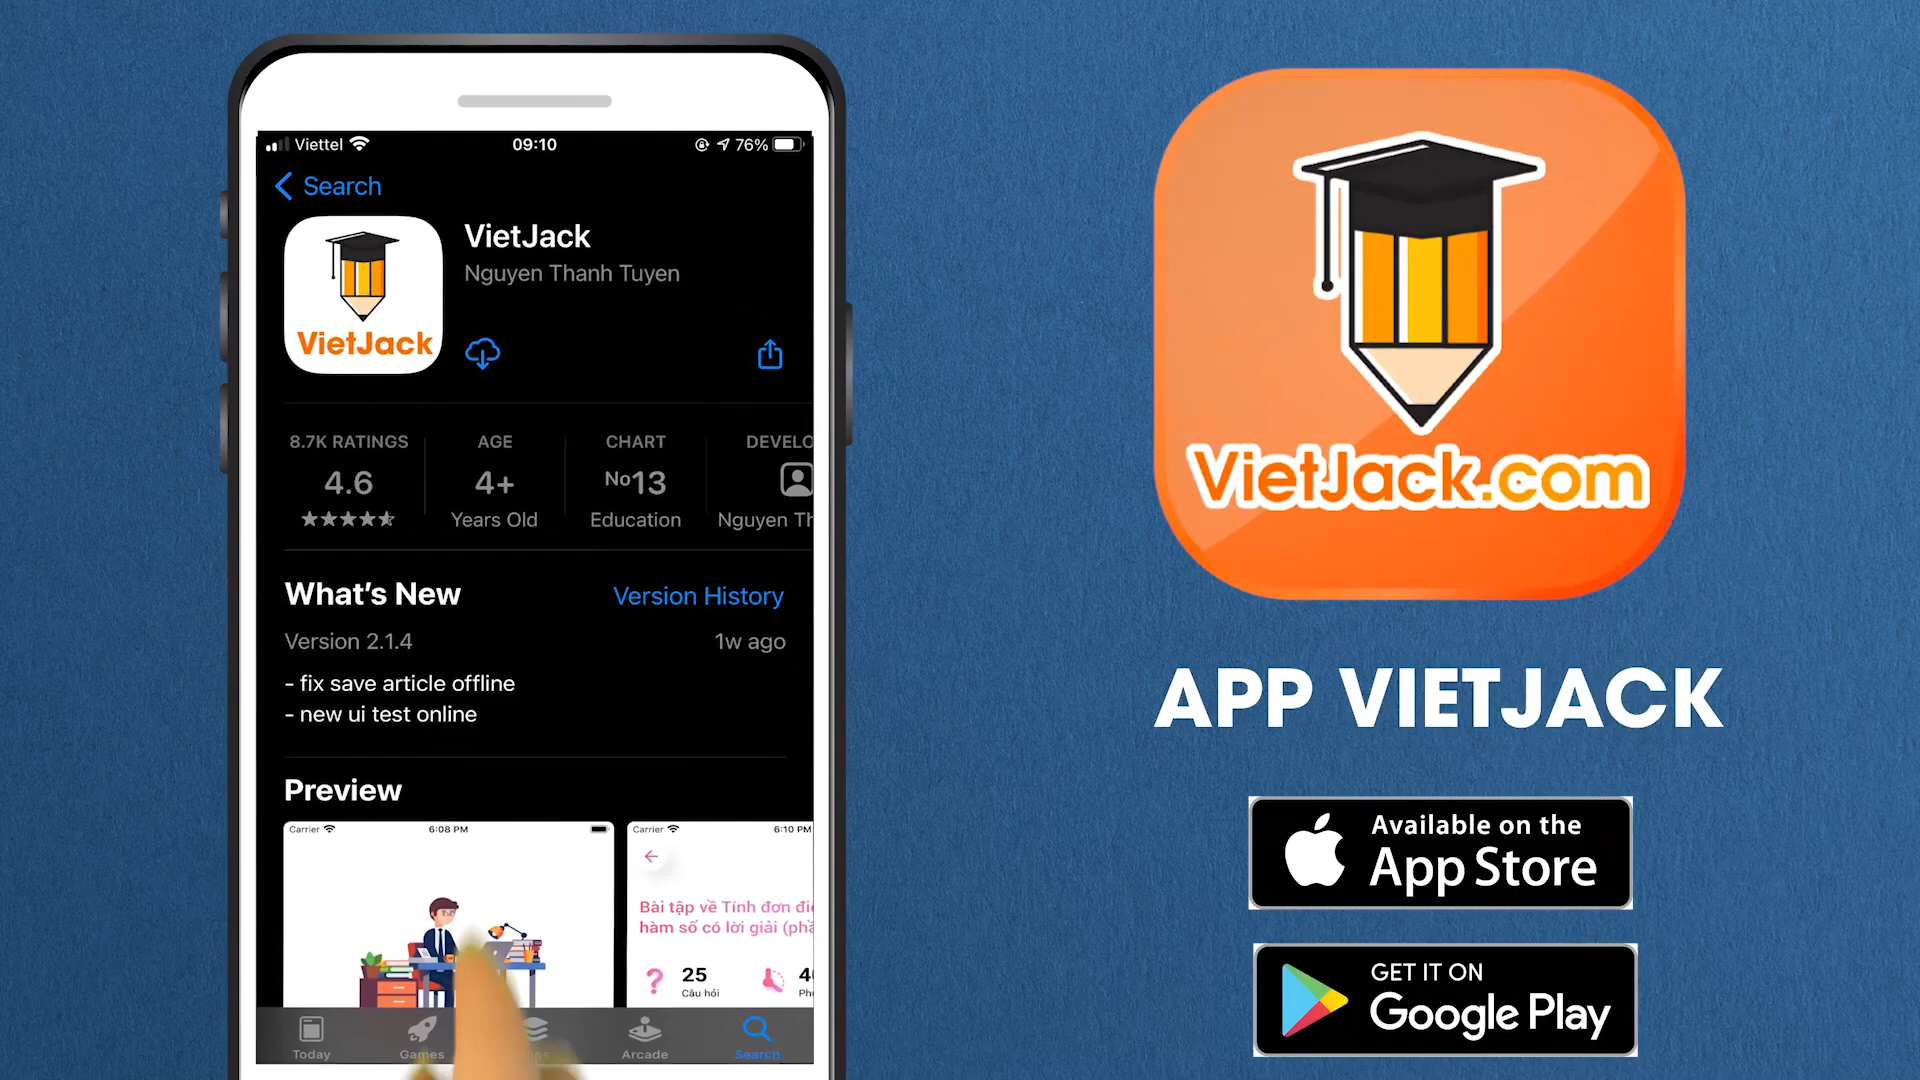 Viettel
09:10
76%
Search
VietJack
Nguyen Thanh Tuyen
VietJack
8.7K RATINGS
4.6
AGE
4+
Years Old
CHART
No13
Education
DEVELO
Nguyen Th
What's New
Version History
Version 2.1.4
1w ago
- fix save article offline
- new ui test online
Preview
Carrier
6:08 PM
Carrier
6:10 PM
Bài tập về Tính đơn
hàm số có lời giải
25
Câu hỏi
Today
Games
Arcade
Search
VietJack.com
APP VIETJACK
Available on the
App Store
GET IT ON
Google Play